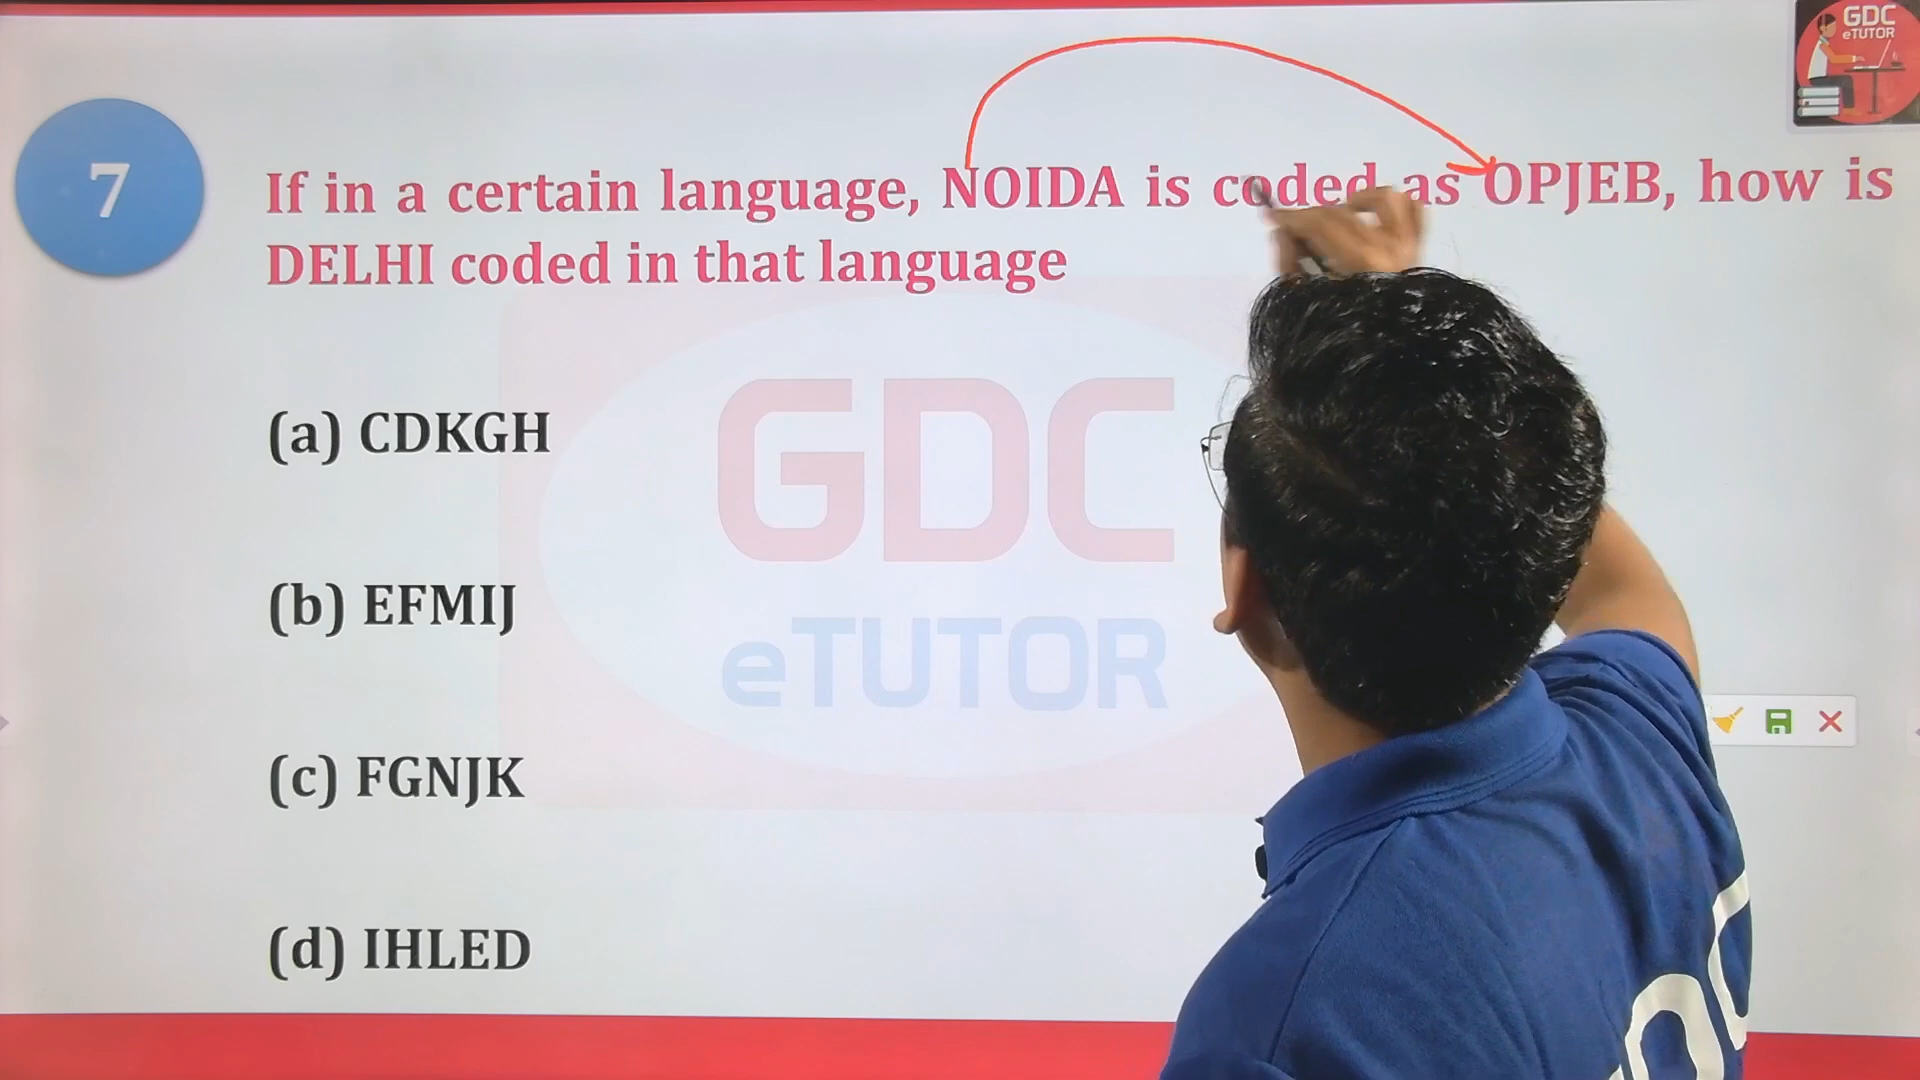 GDC
eTUTOR
7
If in a certain language, NOIDA is coded as OPJEB, how is
DELHI coded in that language
GDC
eTUTOR
(a) CDKGH
(b) EFMIJ
(c) FGNJK
(d) IHLED